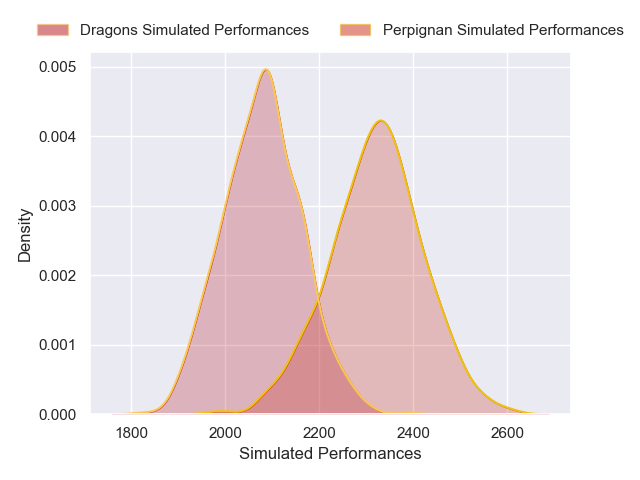 Dragons Simulated Performances
Perpignan Simulated Performances
0.005
0.004
0.003
0.002
0.001
0.000
Density
1800
2000
2200
2400
2600
Simulated Performances